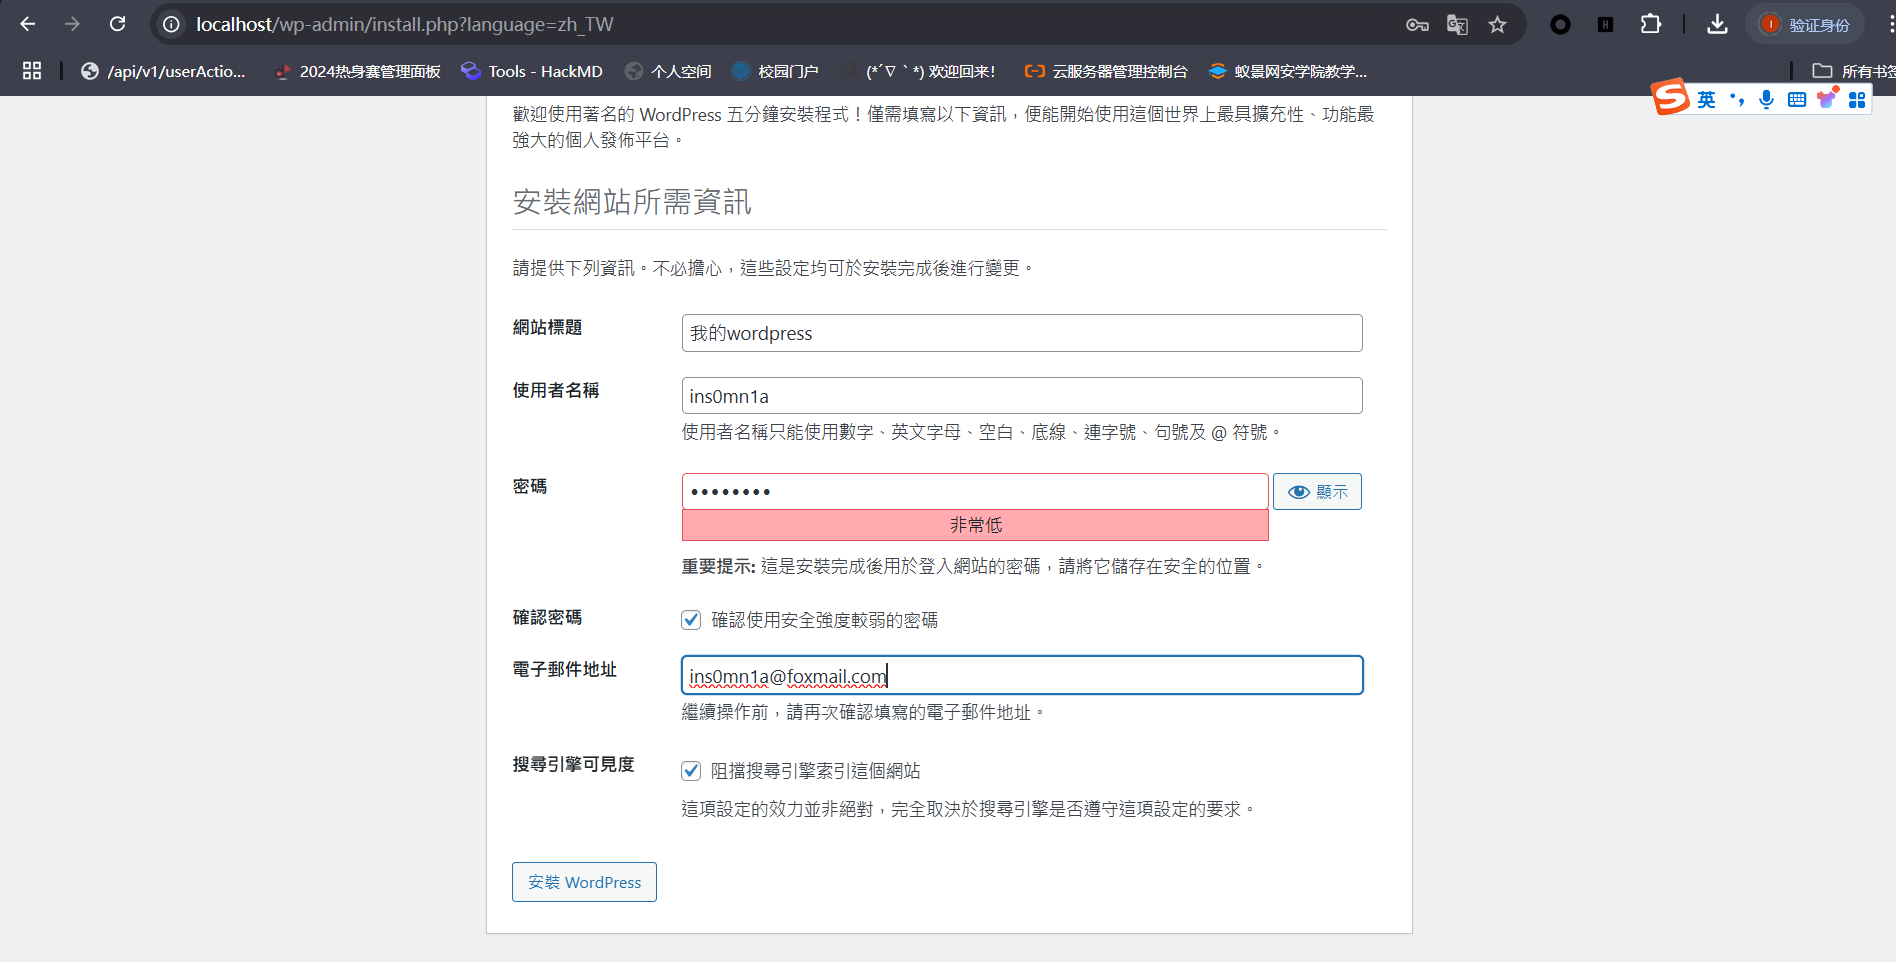 localhost/wp-admin/install.php?language=zh_TW
验证身份
/api/v1/userActio...
2024热身赛管理面板
Tools - HackMD
个人空间
校园门户
(*´∇｀*) 欢迎回来！
云服务器管理控制台
蚁景网安学院教学...
所有书签
英
歡迎使用著名的 WordPress 五分鐘安裝程式！僅需填寫以下資訊，便能開始使用這個世界上最具擴充性、功能最
強大的個人發佈平台。
安裝網站所需資訊
請提供下列資訊。不必擔心，這些設定均可於安裝完成後進行變更。
網站標題
我的wordpress
使用者名稱
ins0mn1a
使用者名稱只能使用數字、英文字母、空白、底線、連字號、句號及 @ 符號。
密碼
••••••••
顯示
非常低
重要提示: 這是安裝完成後用於登入網站的密碼，請將它儲存在安全的位置。
確認密碼
確認使用安全強度較弱的密碼
電子郵件地址
ins0mn1a@foxmail.com
繼續操作前，請再次確認填寫的電子郵件地址。
搜尋引擎可見度
阻擋搜尋引擎索引這個網站
這項設定的效力並非絕對，完全取決於搜尋引擎是否遵守這項設定的要求。
安裝 WordPress